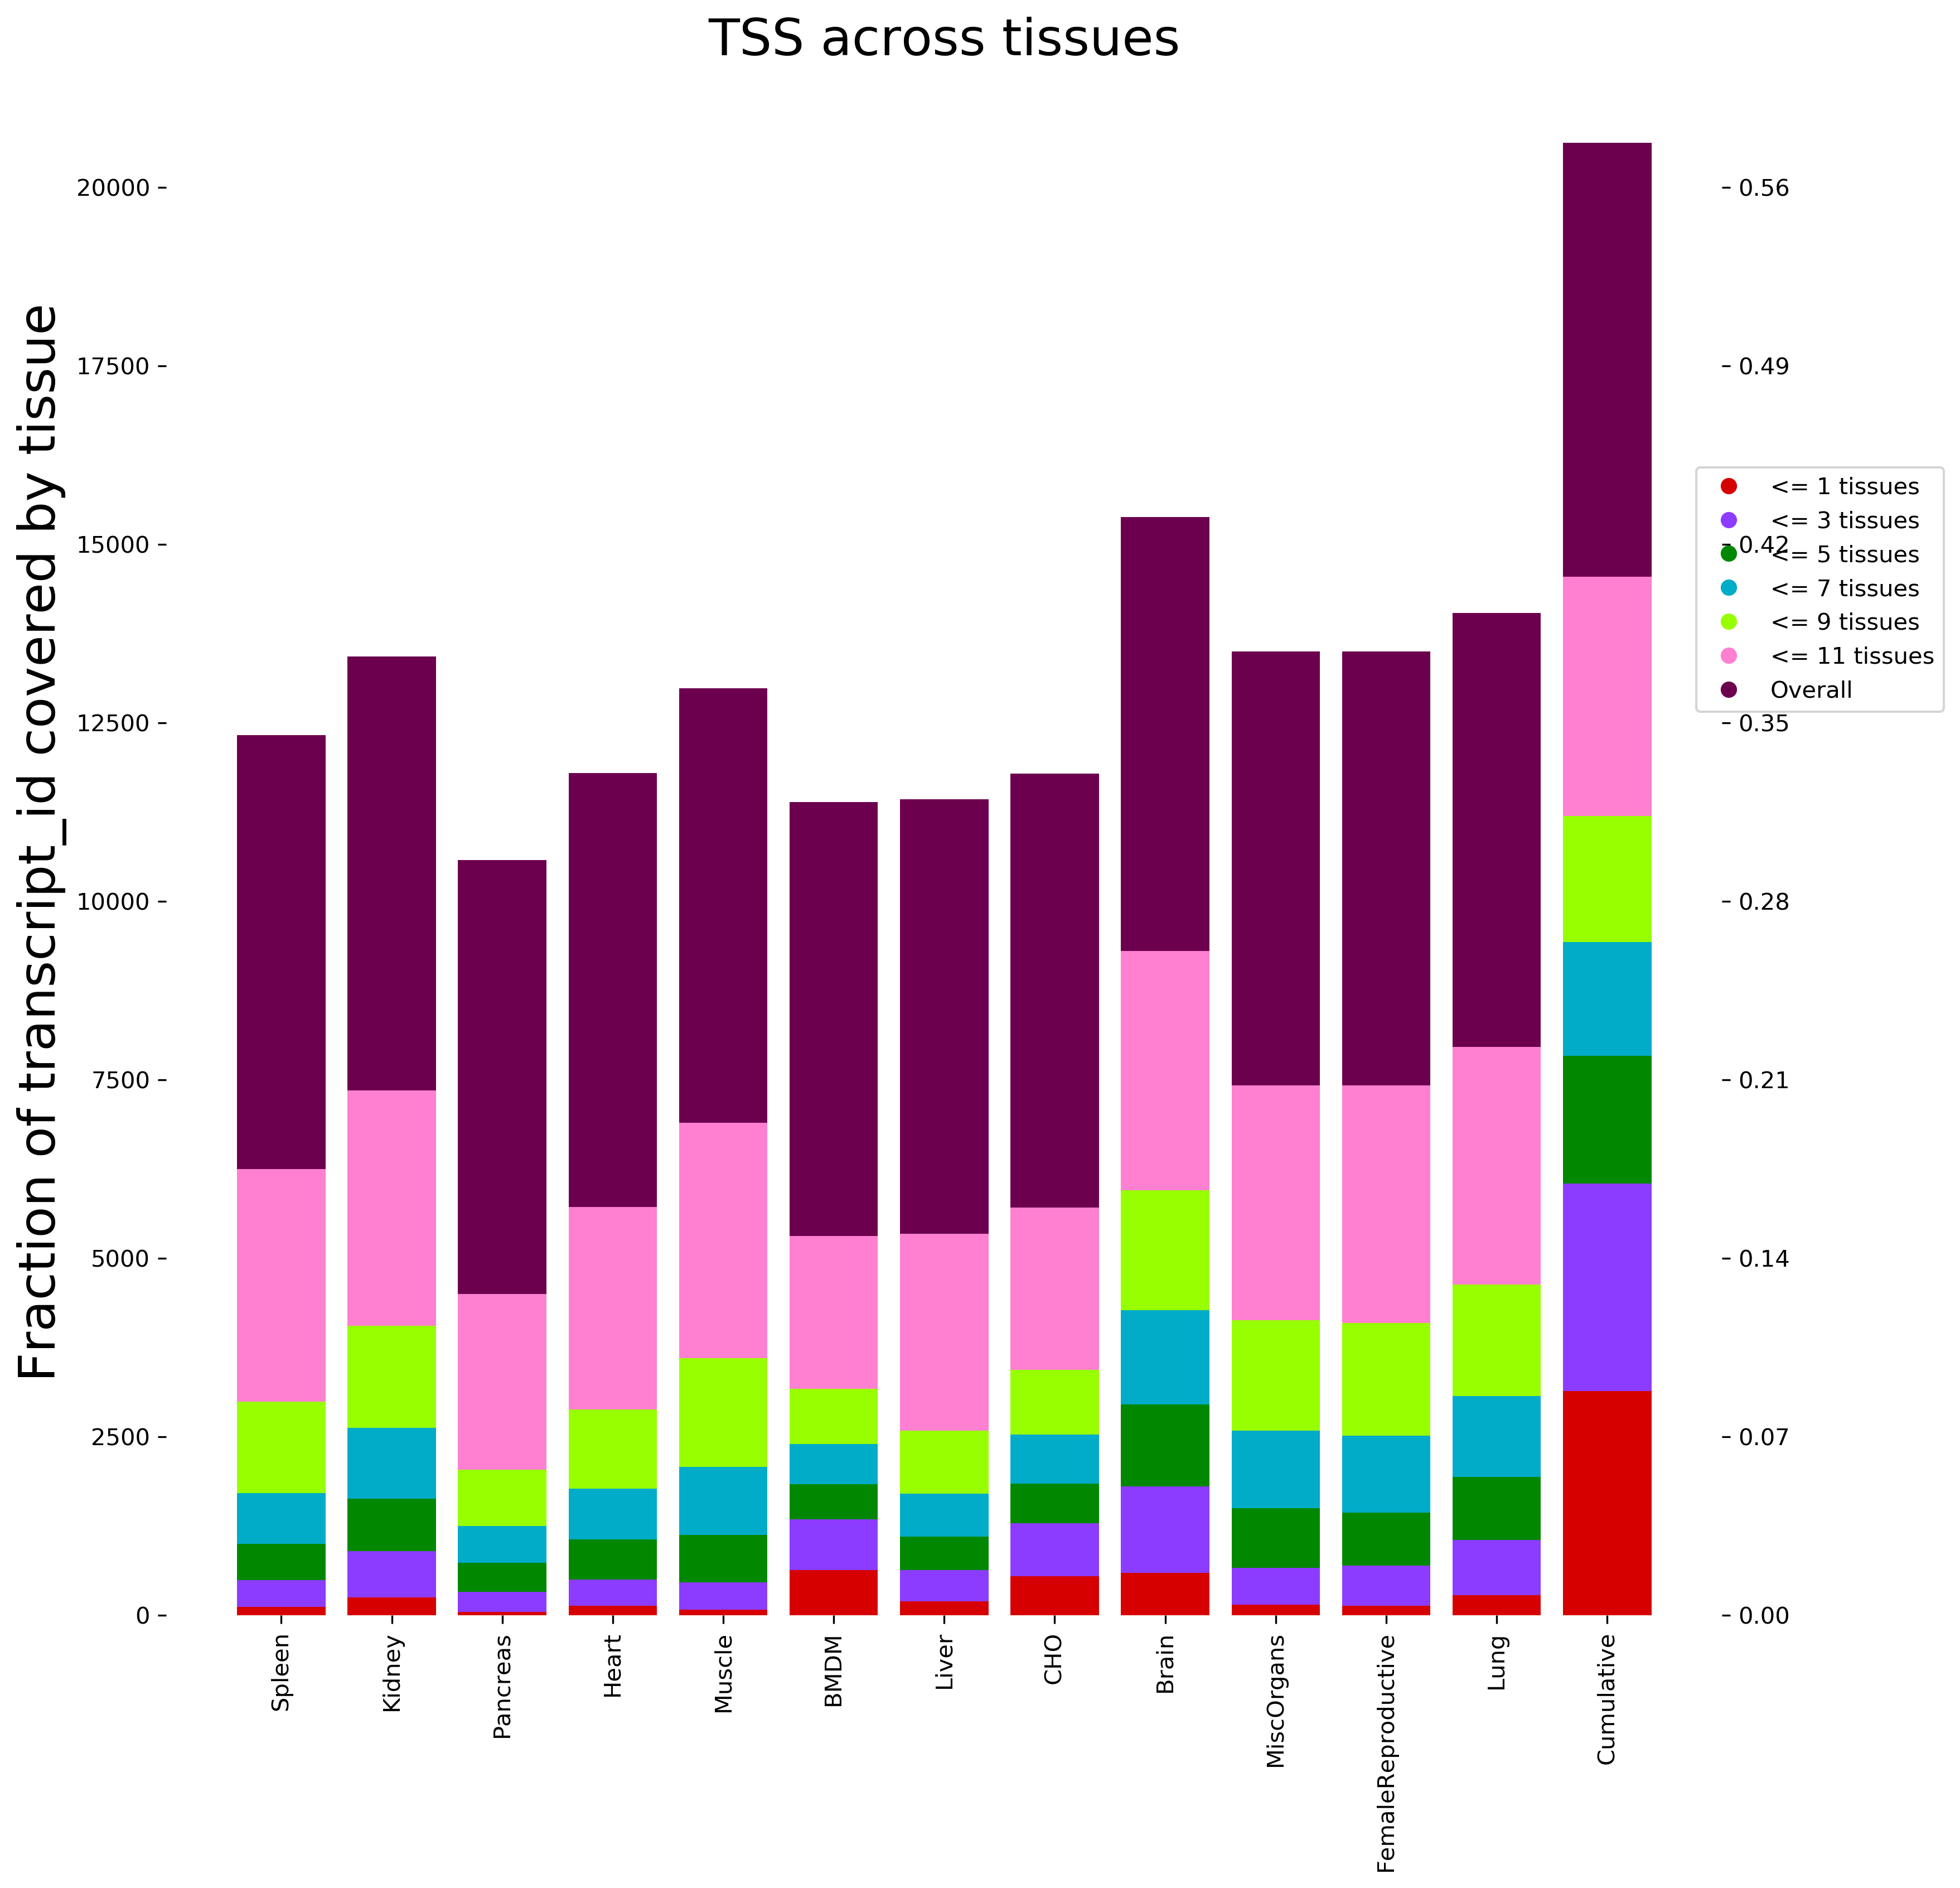 TSS across tissues
Fraction of transcript_id covered by tissue
20000
17500
15000
12500
10000
7500
5000
2500
0
0.56
0.49
0.42
0.35
0.28
0.21
0.14
0.07
0.00
<= 1 tissues
<= 3 tissues
<= 5 tissues
<= 7 tissues
<= 9 tissues
<= 11 tissues
Overall
Spleen
Kidney
Pancreas
Heart
Muscle
BMDM
Liver
CHO
Brain
MiscOrgans
FemaleReproductive
Lung
Cumulative